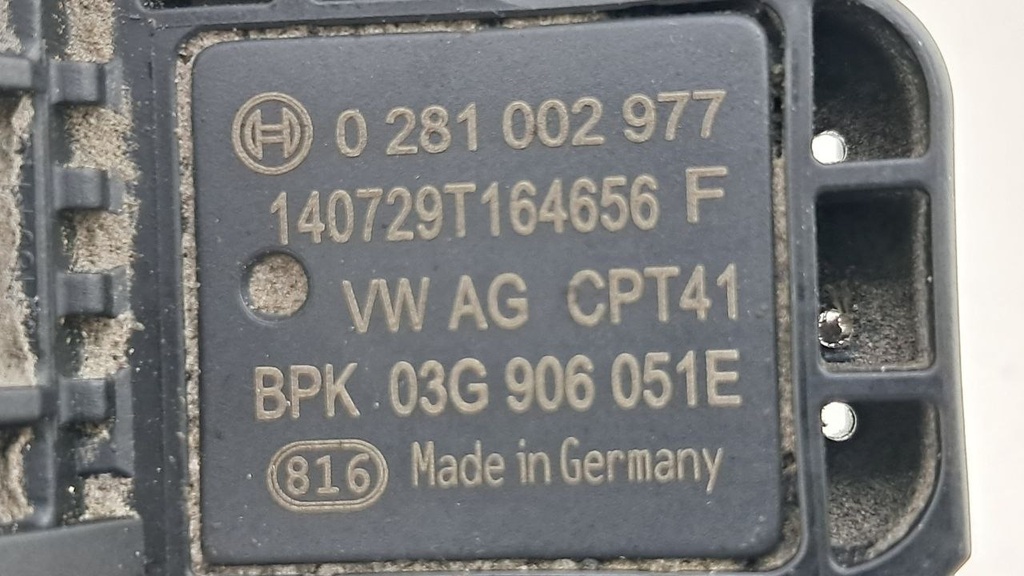 0 281 002 977
140729T164656 F
VW AG CPT41
BPK 03G 906 051E
816 Made in Germany